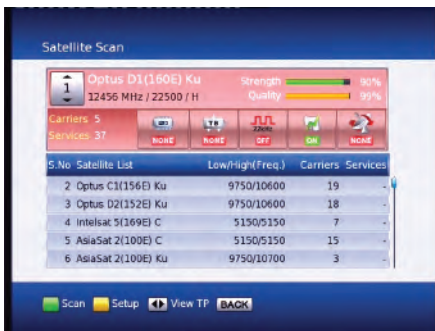 Satellite Scan
1 Optus D1(160E) Ku Strength 90%
12456 MHz / 22500 / H Quality 99%
Carriers 5
Services 37
NONE NONE 22kHz OFF ON NONE
S.No Satellite List Low/High(Freq.) Carriers Services
2 Optus C1(156E) Ku 9750/10600 19 -
3 Optus D2(152E) Ku 9750/10600 18 -
4 Intelsat 5(169E) C 5150/5150 7 -
5 AsiaSat 2(100E) C 5150/5150 15 -
6 AsiaSat 2(100E) Ku 9750/10700 3 -
Scan Setup View TP BACK